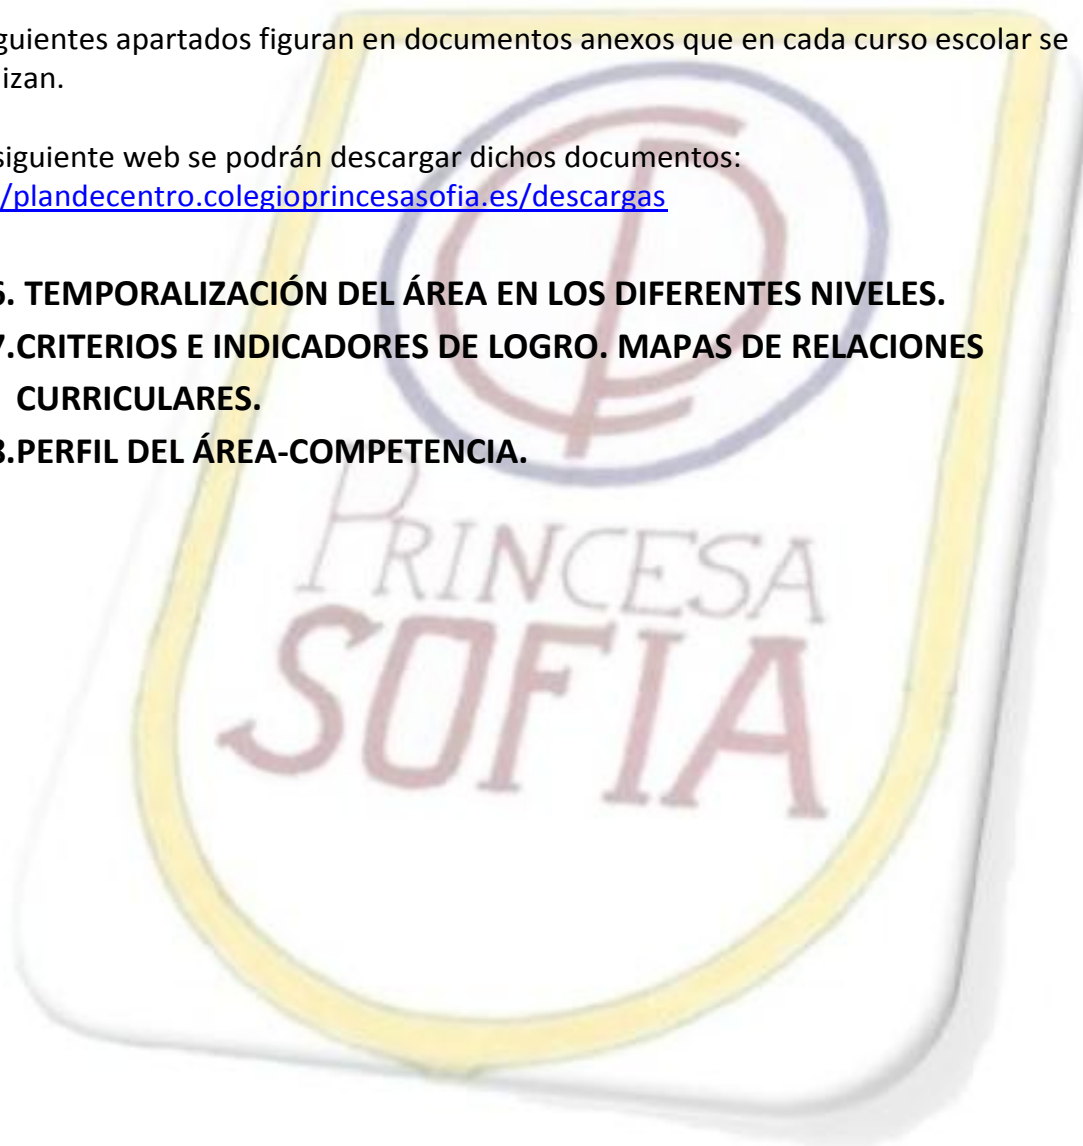 guientes apartados figuran en documentos anexos que en cada curso escolar se
izan.
siguiente web se podrán descargar dichos documentos:
/plandecentro.colegioprincesasofia.es/descargas
6. TEMPORALIZACIÓN DEL ÁREA EN LOS DIFERENTES NIVELES.
7.CRITERIOS E INDICADORES DE LOGRO. MAPAS DE RELACIONES
CURRICULARES.
8.PERFIL DEL ÁREA-COMPETENCIA.
CP
PRINCESA
SOFIA